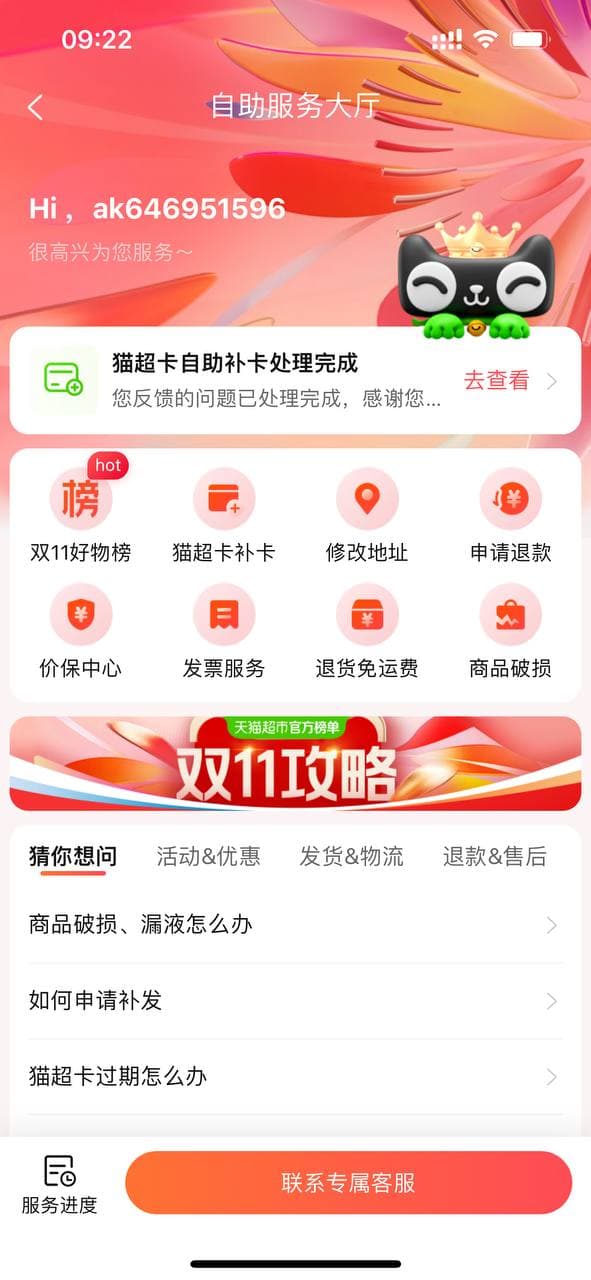 09:22
自助服务大厅
Hi ，ak646951596
很高兴为您服务～
猫超卡自助补卡处理完成
您反馈的问题已处理完成，感谢您...
去查看
hot
榜
双11好物榜
猫超卡补卡
修改地址
申请退款
价保中心
发票服务
退货免运费
商品破损
天猫超市官方榜单
双11攻略
猜你想问
活动&优惠
发货&物流
退款&售后
商品破损、漏液怎么办
如何申请补发
猫超卡过期怎么办
服务进度
联系专属客服